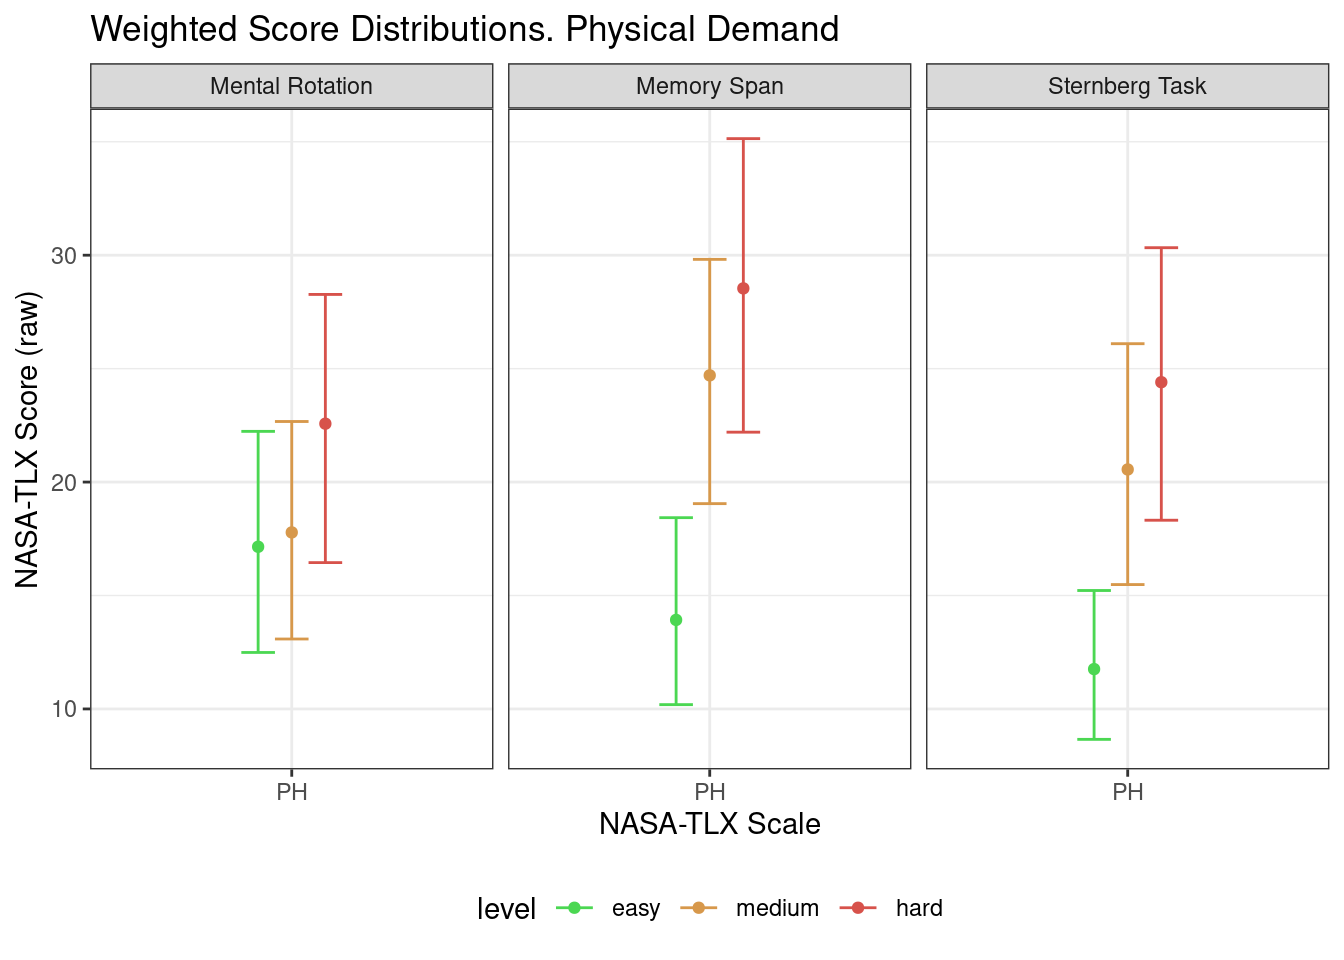 Weighted Score Distributions. Physical Demand
Mental Rotation
Memory Span
Sternberg Task
NASA-TLX Score (raw)
30
20
10
PH
PH
PH
NASA-TLX Scale
level easy medium hard